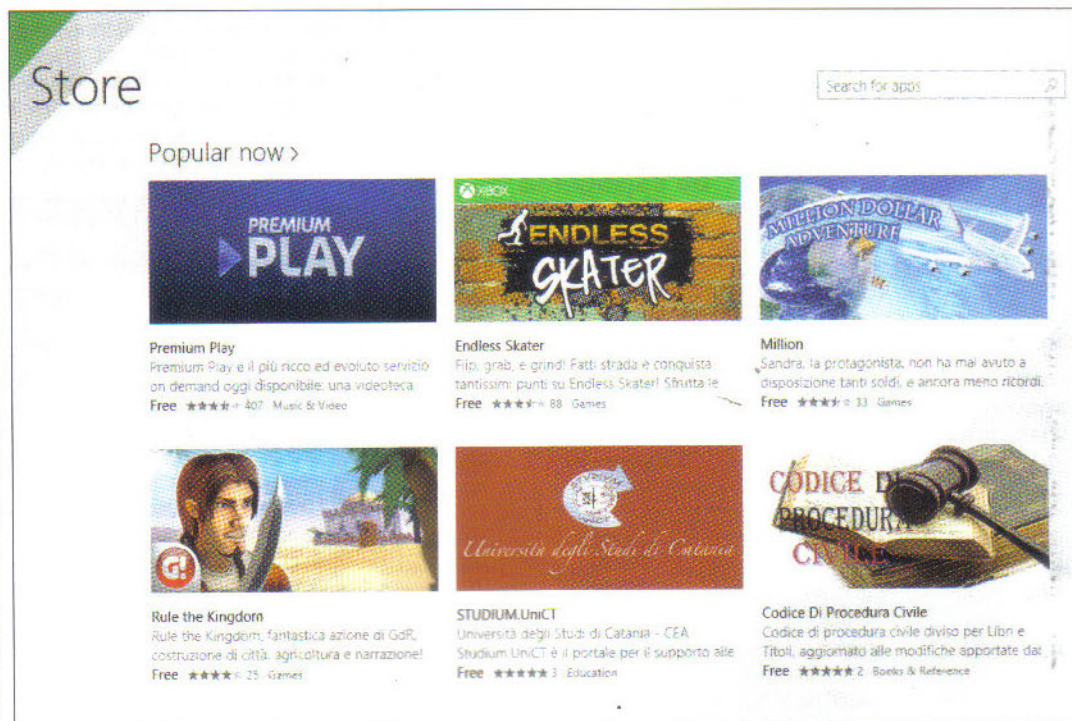 Store
Search for apps
Popular now >
PREMIUM
PLAY
XBOX
ENDLESS
SKATER
MILLION DOLLAR
ADVENTURE
Premium Play
Premium Play è il più ricco ed evoluto servizio
on demand oggi disponibile: una videoteca
Free 407 Music & Video
Endless Skater
Flip, grab, e grind! Fatti strada e conquista
tantissimi punti su Endless Skater! Sfrutta le
Free 88 Games
Million
Sandra, la protagonista, non ha mai avuto a
disposizione tanti soldi, e ancora meno ricordi.
Free 33 Games
G!
Università degli Studi di Catania
CODICE DI
PROCEDURA
CIVILE
Rule the Kingdom
Rule the Kingdom, fantastica azione di GdR,
costruzione di città, agricoltura e narrazione!
Free 25 Games
STUDIUM.UniCT
Università degli Studi di Catania - CEA
Studium UniCT è il portale per il supporto alle
Free 3 Education
Codice Di Procedura Civile
Codice di procedura civile diviso per Libri e
Titoli, aggiornato alle modifiche apportate dal
Free 2 Books & Reference